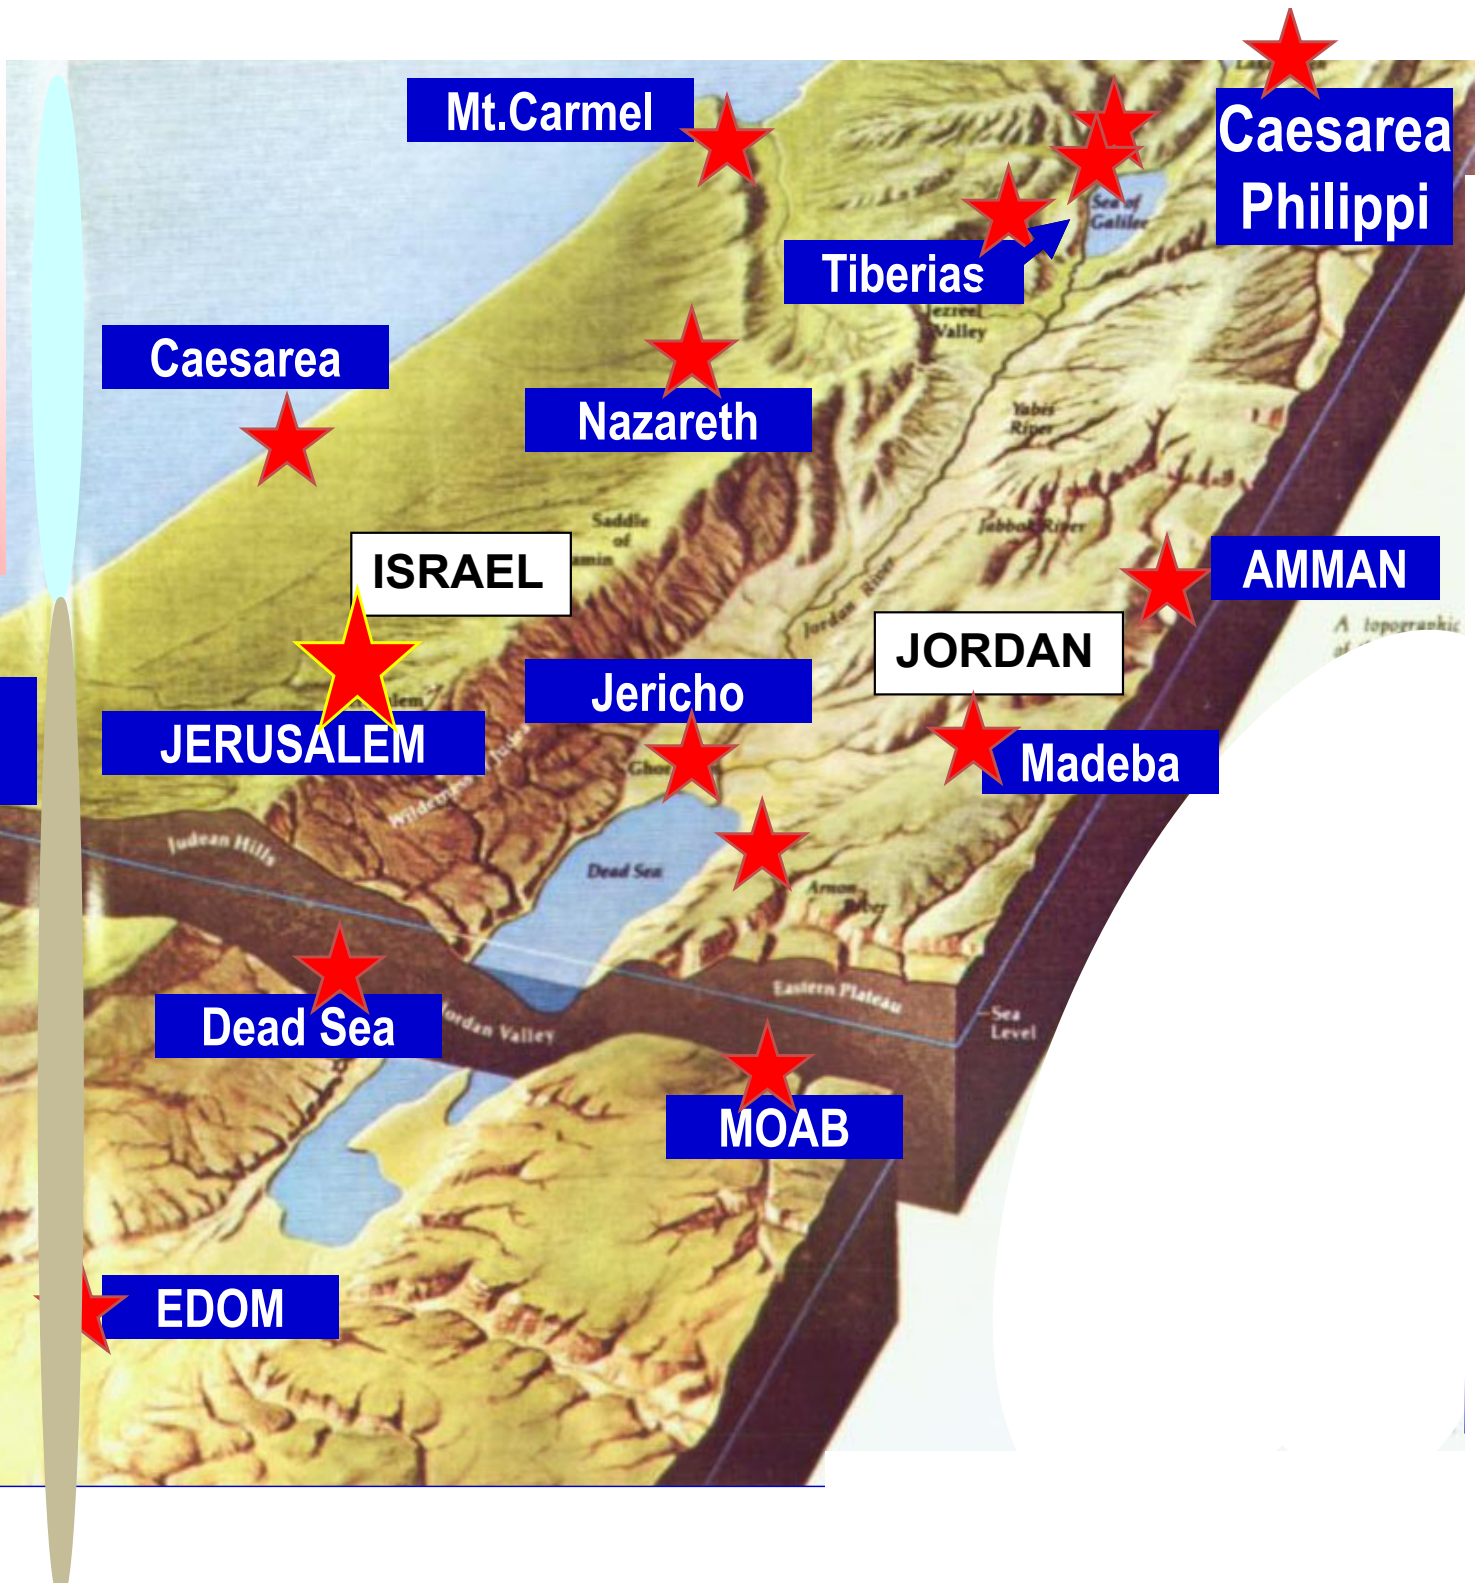 Mt.Carmel
Caesarea
Philippi
Sea of
Galilee
Tiberias
Jezreel
Valley
Caesarea
Nazareth
Yabis
River
Saddle
of
Jabbok River
ISRAEL
AMMAN
Jordan River
JORDAN
A topographic
Jericho
JERUSALEM
Madeba
Wilderness
Judean Hills
Dead Sea
Arnon
River
Eastern Plateau
Sea
Level
Dead Sea
Jordan Valley
MOAB
EDOM